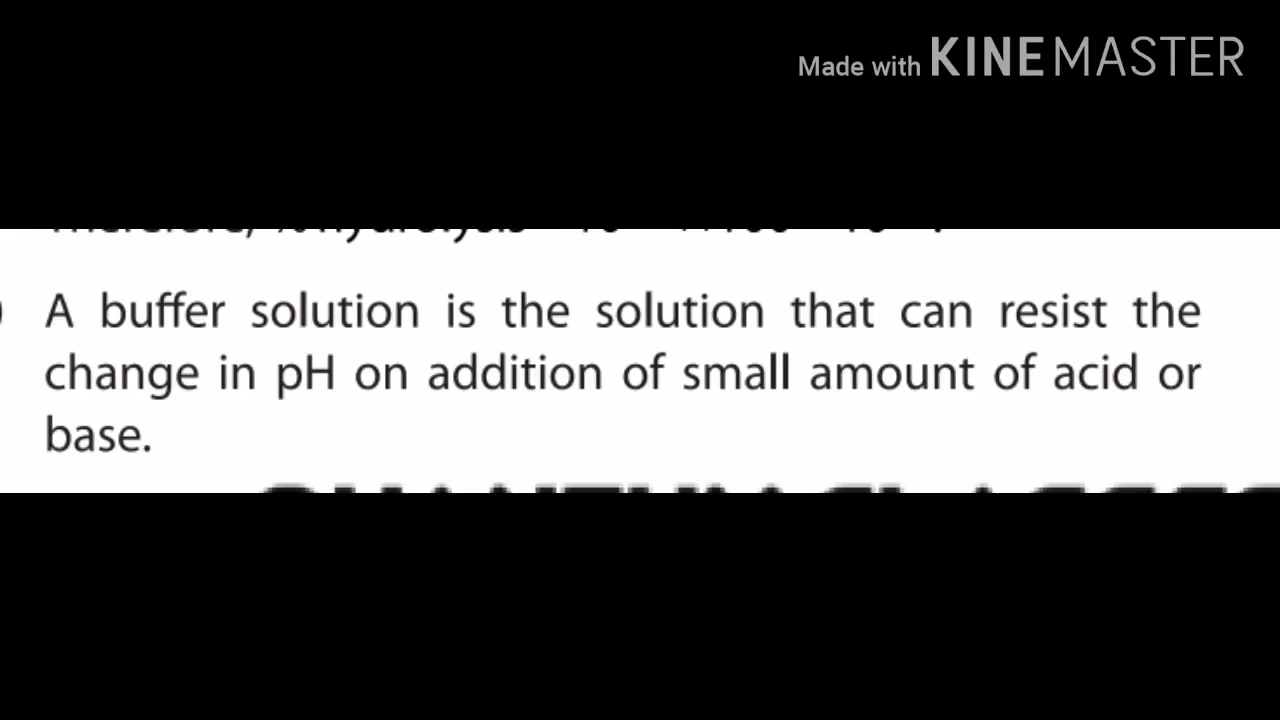 Made with KINEMASTER
A buffer solution is the solution that can resist the
change in pH on addition of small amount of acid or
base.